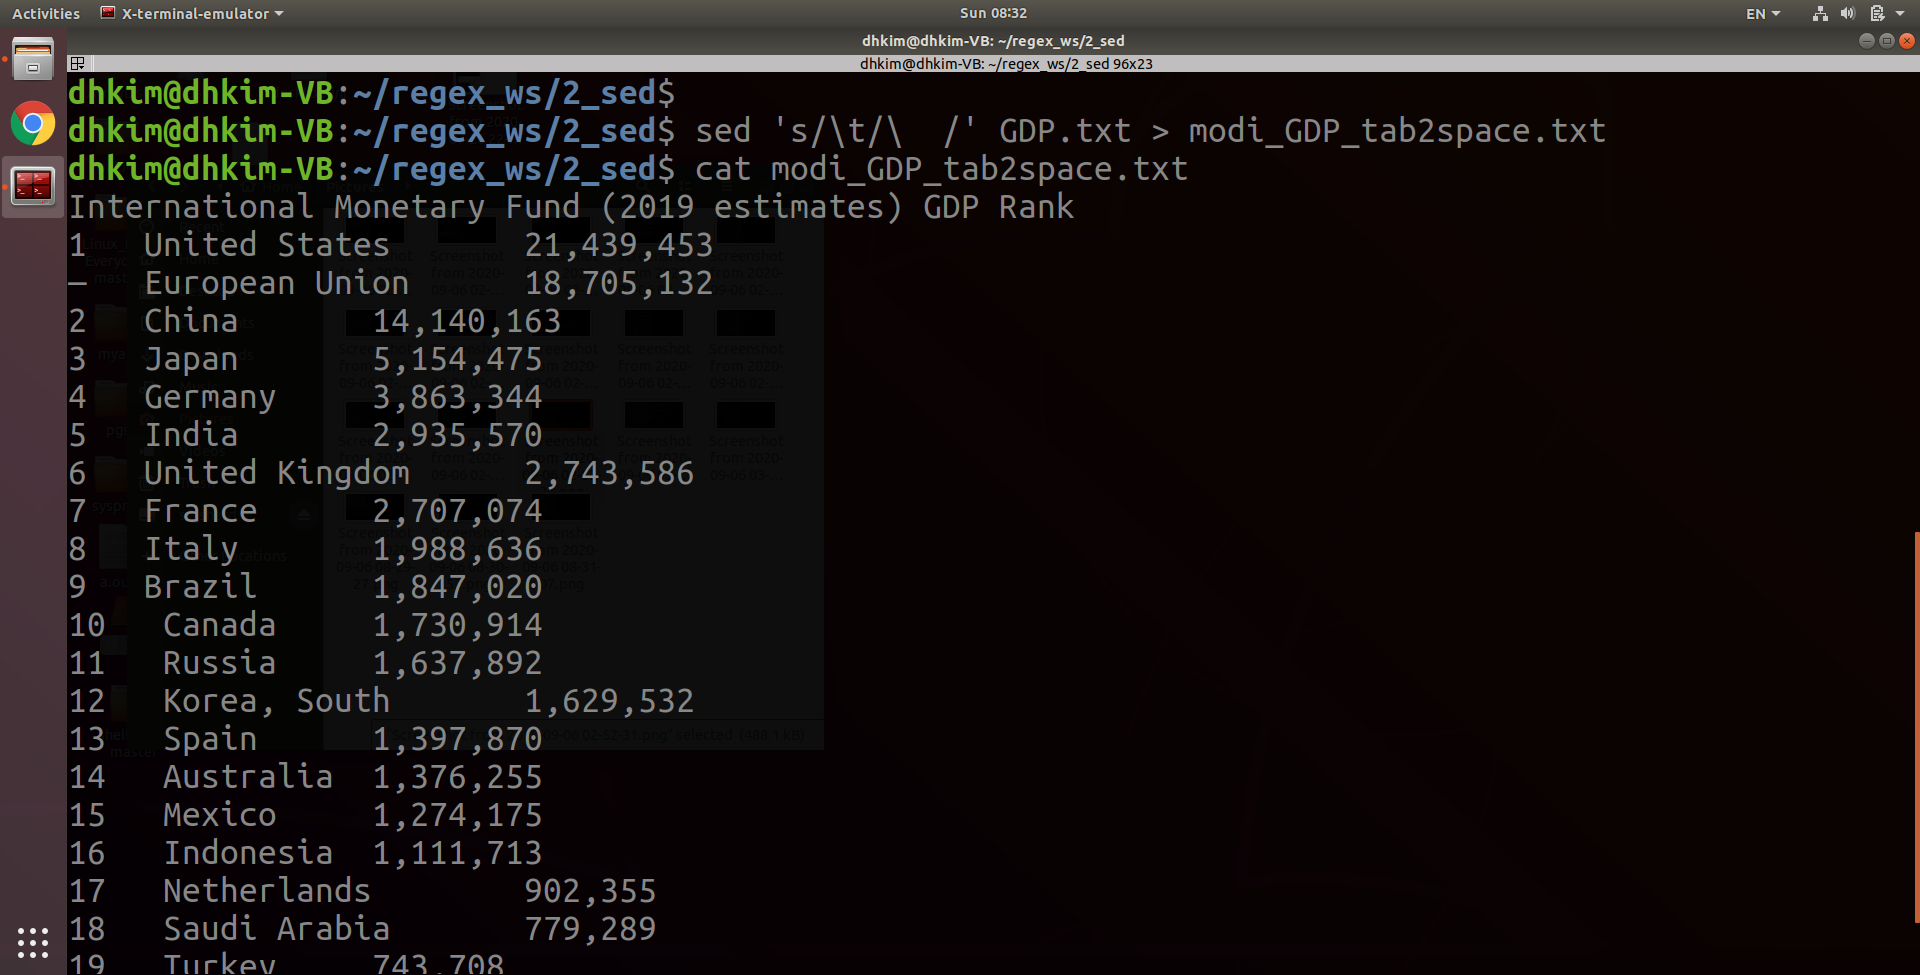 Activities X-terminal-emulator Sun 08:32 EN
dhkim@dhkim-VB: ~/regex_ws/2_sed
dhkim@dhkim-VB: ~/regex_ws/2_sed 96x23
dhkim@dhkim-VB:~/regex_ws/2_sed$
dhkim@dhkim-VB:~/regex_ws/2_sed$ sed 's/\t/\  /' GDP.txt > modi_GDP_tab2space.txt
dhkim@dhkim-VB:~/regex_ws/2_sed$ cat modi_GDP_tab2space.txt
International Monetary Fund (2019 estimates) GDP Rank
1   United States       21,439,453
—   European Union      18,705,132
2   China       14,140,163
3   Japan       5,154,475
4   Germany     3,863,344
5   India       2,935,570
6   United Kingdom      2,743,586
7   France      2,707,074
8   Italy       1,988,636
9   Brazil      1,847,020
10   Canada     1,730,914
11   Russia     1,637,892
12   Korea, South       1,629,532
13   Spain      1,397,870
14   Australia  1,376,255
15   Mexico     1,274,175
16   Indonesia  1,111,713
17   Netherlands        902,355
18   Saudi Arabia       779,289
19   Turkey     743,708